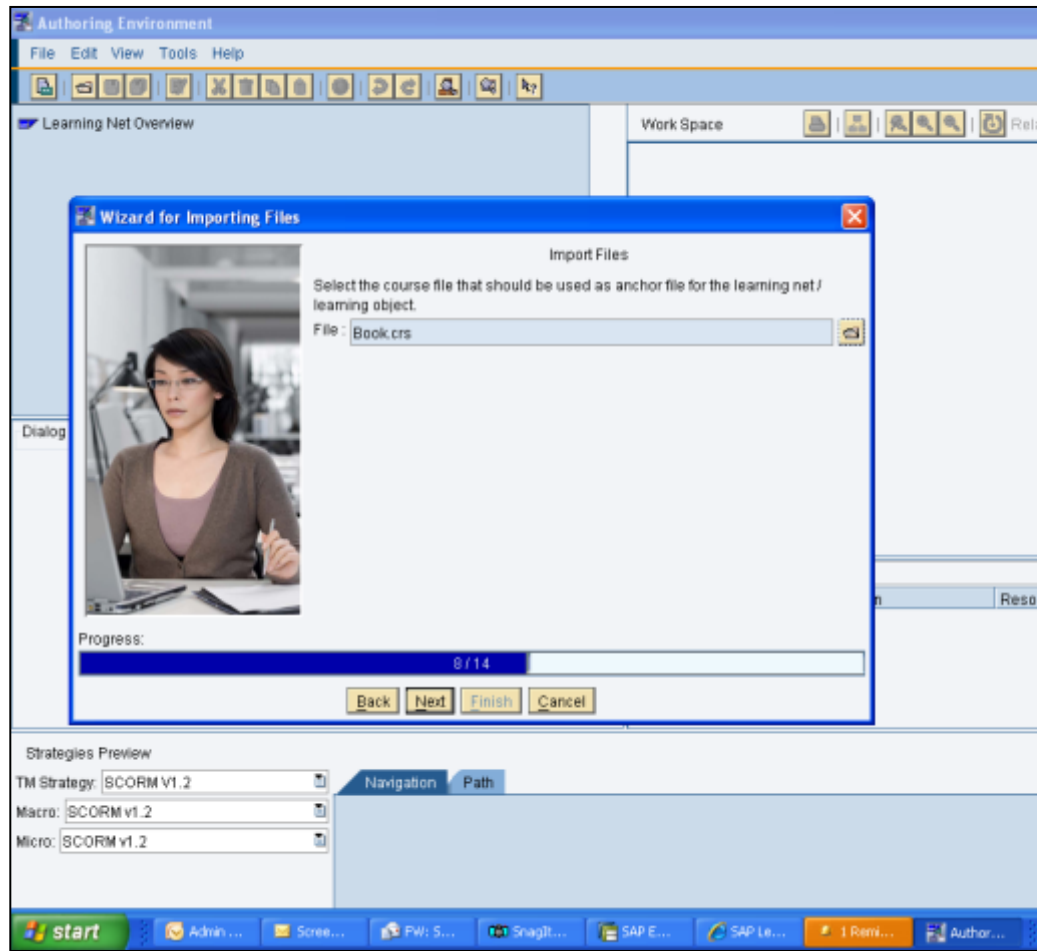 Authoring Environment
File Edit View Tools Help
Learning Net Overview
Work Space
Rela
Wizard for Importing Files
Import Files
Select the course file that should be used as anchor file for the learning net /
learning object.
File : Book.crs
Dialog
n
Reso
Progress:
8 / 14
Back Next Finish Cancel
Strategies Preview
TM Strategy: SCORM V1.2
Navigation Path
Macro: SCORM v1.2
Micro: SCORM v1.2
start Admin ... Scree... FW: S... SnagIt... SAP E... SAP Le... 1 Remi... Author...